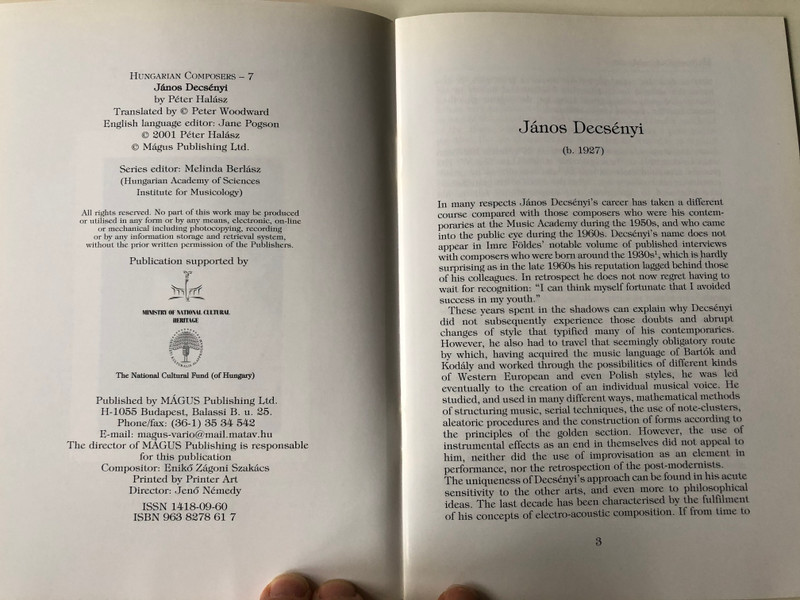 HUNGARIAN COMPOSERS – 7
János Decsényi
by Péter Halász
Translated by © Peter Woodward
English language editor: Jane Pogson
© 2001 Péter Halász
© Mágus Publishing Ltd.
Series editor: Melinda Berlász
(Hungarian Academy of Sciences
Institute for Musicology)
All rights reserved. No part of this work may be produced
or utilised in any form or by any means, electronic, on-line
or mechanical including photocopying, recording
or by any information storage and retrieval system,
without the prior written permission of the Publishers.
Publication supported by
MINISTRY OF NATIONAL CULTURAL
HERITAGE
The National Cultural Fund (of Hungary)
Published by MÁGUS Publishing Ltd.
H-1055 Budapest, Balassi B. u. 25.
Phone/fax: (36-1) 35 34 542
E-mail: magus-vario@mail.matav.hu
The director of MÁGUS Publishing is responsable
for this publication
Compositor: Enikő Zágoni Szakács
Printed by Printer Art
Director: Jenő Némedy
ISSN 1418-09-60
ISBN 963 8278 61 7
János Decsényi
(b. 1927)
In many respects János Decsényi's career has taken a different
course compared with those composers who were his contem-
poraries at the Music Academy during the 1950s, and who came
into the public eye during the 1960s. Decsényi's name does not
appear in Imre Földes' notable volume of published interviews
with composers who were born around the 1930s¹, which is hardly
surprising as in the late 1960s his reputation lagged behind those
of his colleagues. In retrospect he does not now regret having to
wait for recognition: “I can think myself fortunate that I avoided
success in my youth.”
These years spent in the shadows can explain why Decsényi
did not subsequently experience those doubts and abrupt
changes of style that typified many of his contemporaries.
However, he also had to travel that seemingly obligatory route
by which, having acquired the music language of Bartók and
Kodály and worked through the possibilities of different kinds
of Western European and even Polish styles, he was led
eventually to the creation of an individual musical voice. He
studied, and used in many different ways, mathematical methods
of structuring music, serial techniques, the use of note-clusters,
aleatoric procedures and the construction of forms according to
the principles of the golden section. However, the use of
instrumental effects as an end in themselves did not appeal to
him, neither did the use of improvisation as an element in
performance, nor the retrospection of the post-modernists.
The uniqueness of Decsényi's approach can be found in his acute
sensitivity to the other arts, and even more to philosophical
ideas. The last decade has been characterised by the fulfilment
of his concepts of electro-acoustic composition. If from time to
3